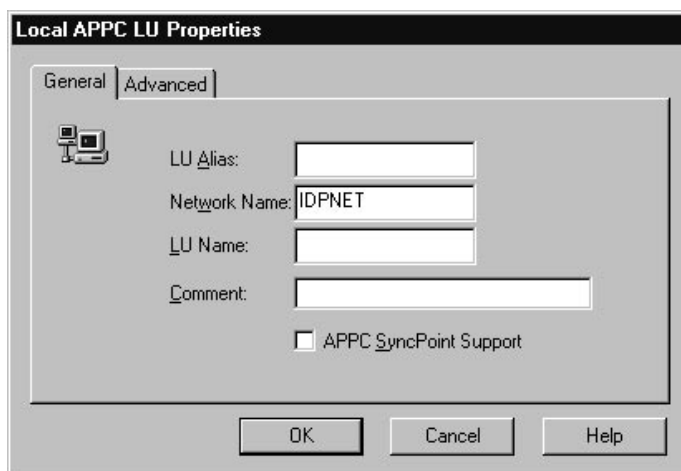 Local APPC LU Properties
General Advanced
LU Alias:
Network Name: IDPNET
LU Name:
Comment:
APPC SyncPoint Support
OK Cancel Help